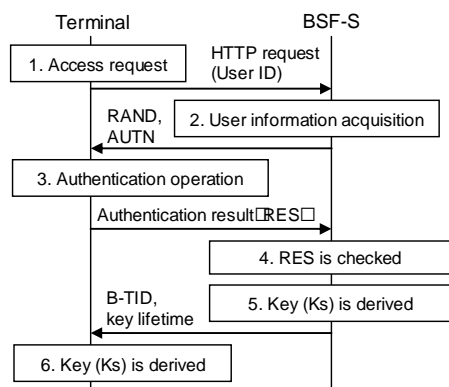 Terminal
BSF-S
1. Access request
HTTP request
(User ID)
2. User information acquisition
RAND,
AUTN
3. Authentication operation
Authentication result□RES□
4. RES is checked
5. Key (Ks) is derived
B-TID,
key lifetime
6. Key (Ks) is derived